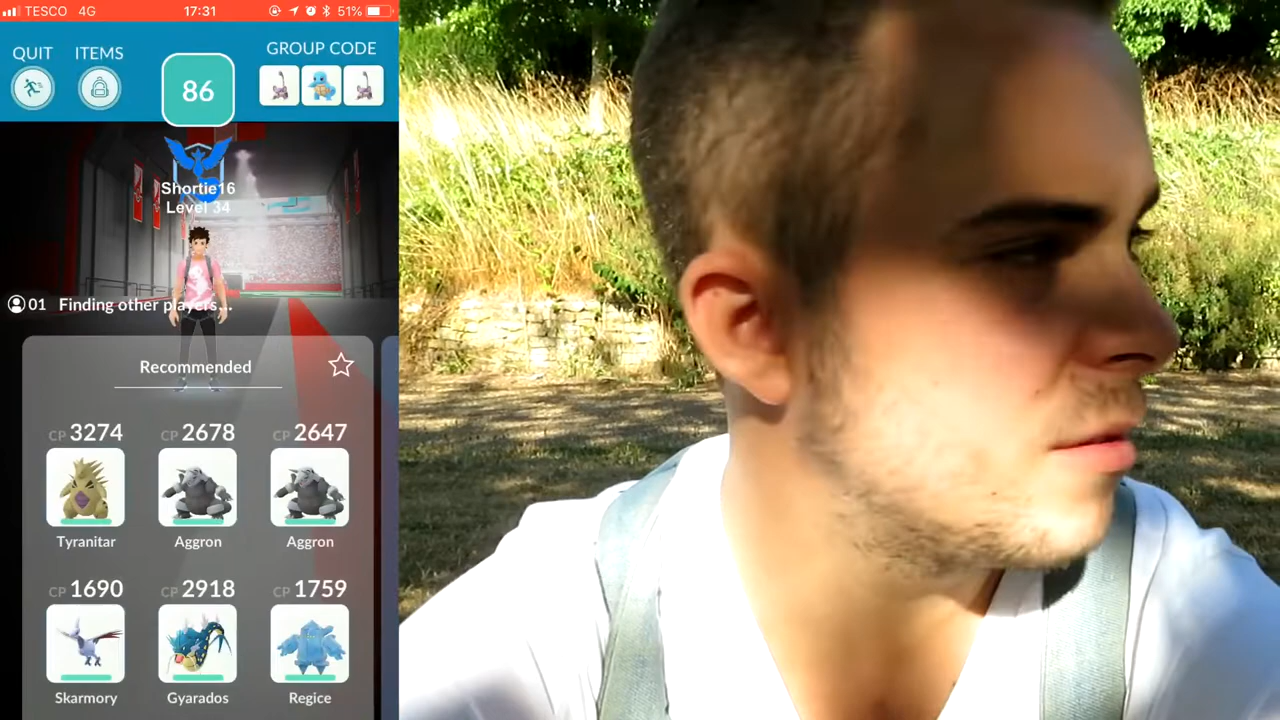 TESCO 4G 17:31 51%
QUIT ITEMS GROUP CODE
86
Shortie16
Level 34
01 Finding other players...
Recommended
CP 3274 CP 2678 CP 2647
Tyranitar Aggron Aggron
CP 1690 CP 2918 CP 1759
Skarmory Gyarados Regice